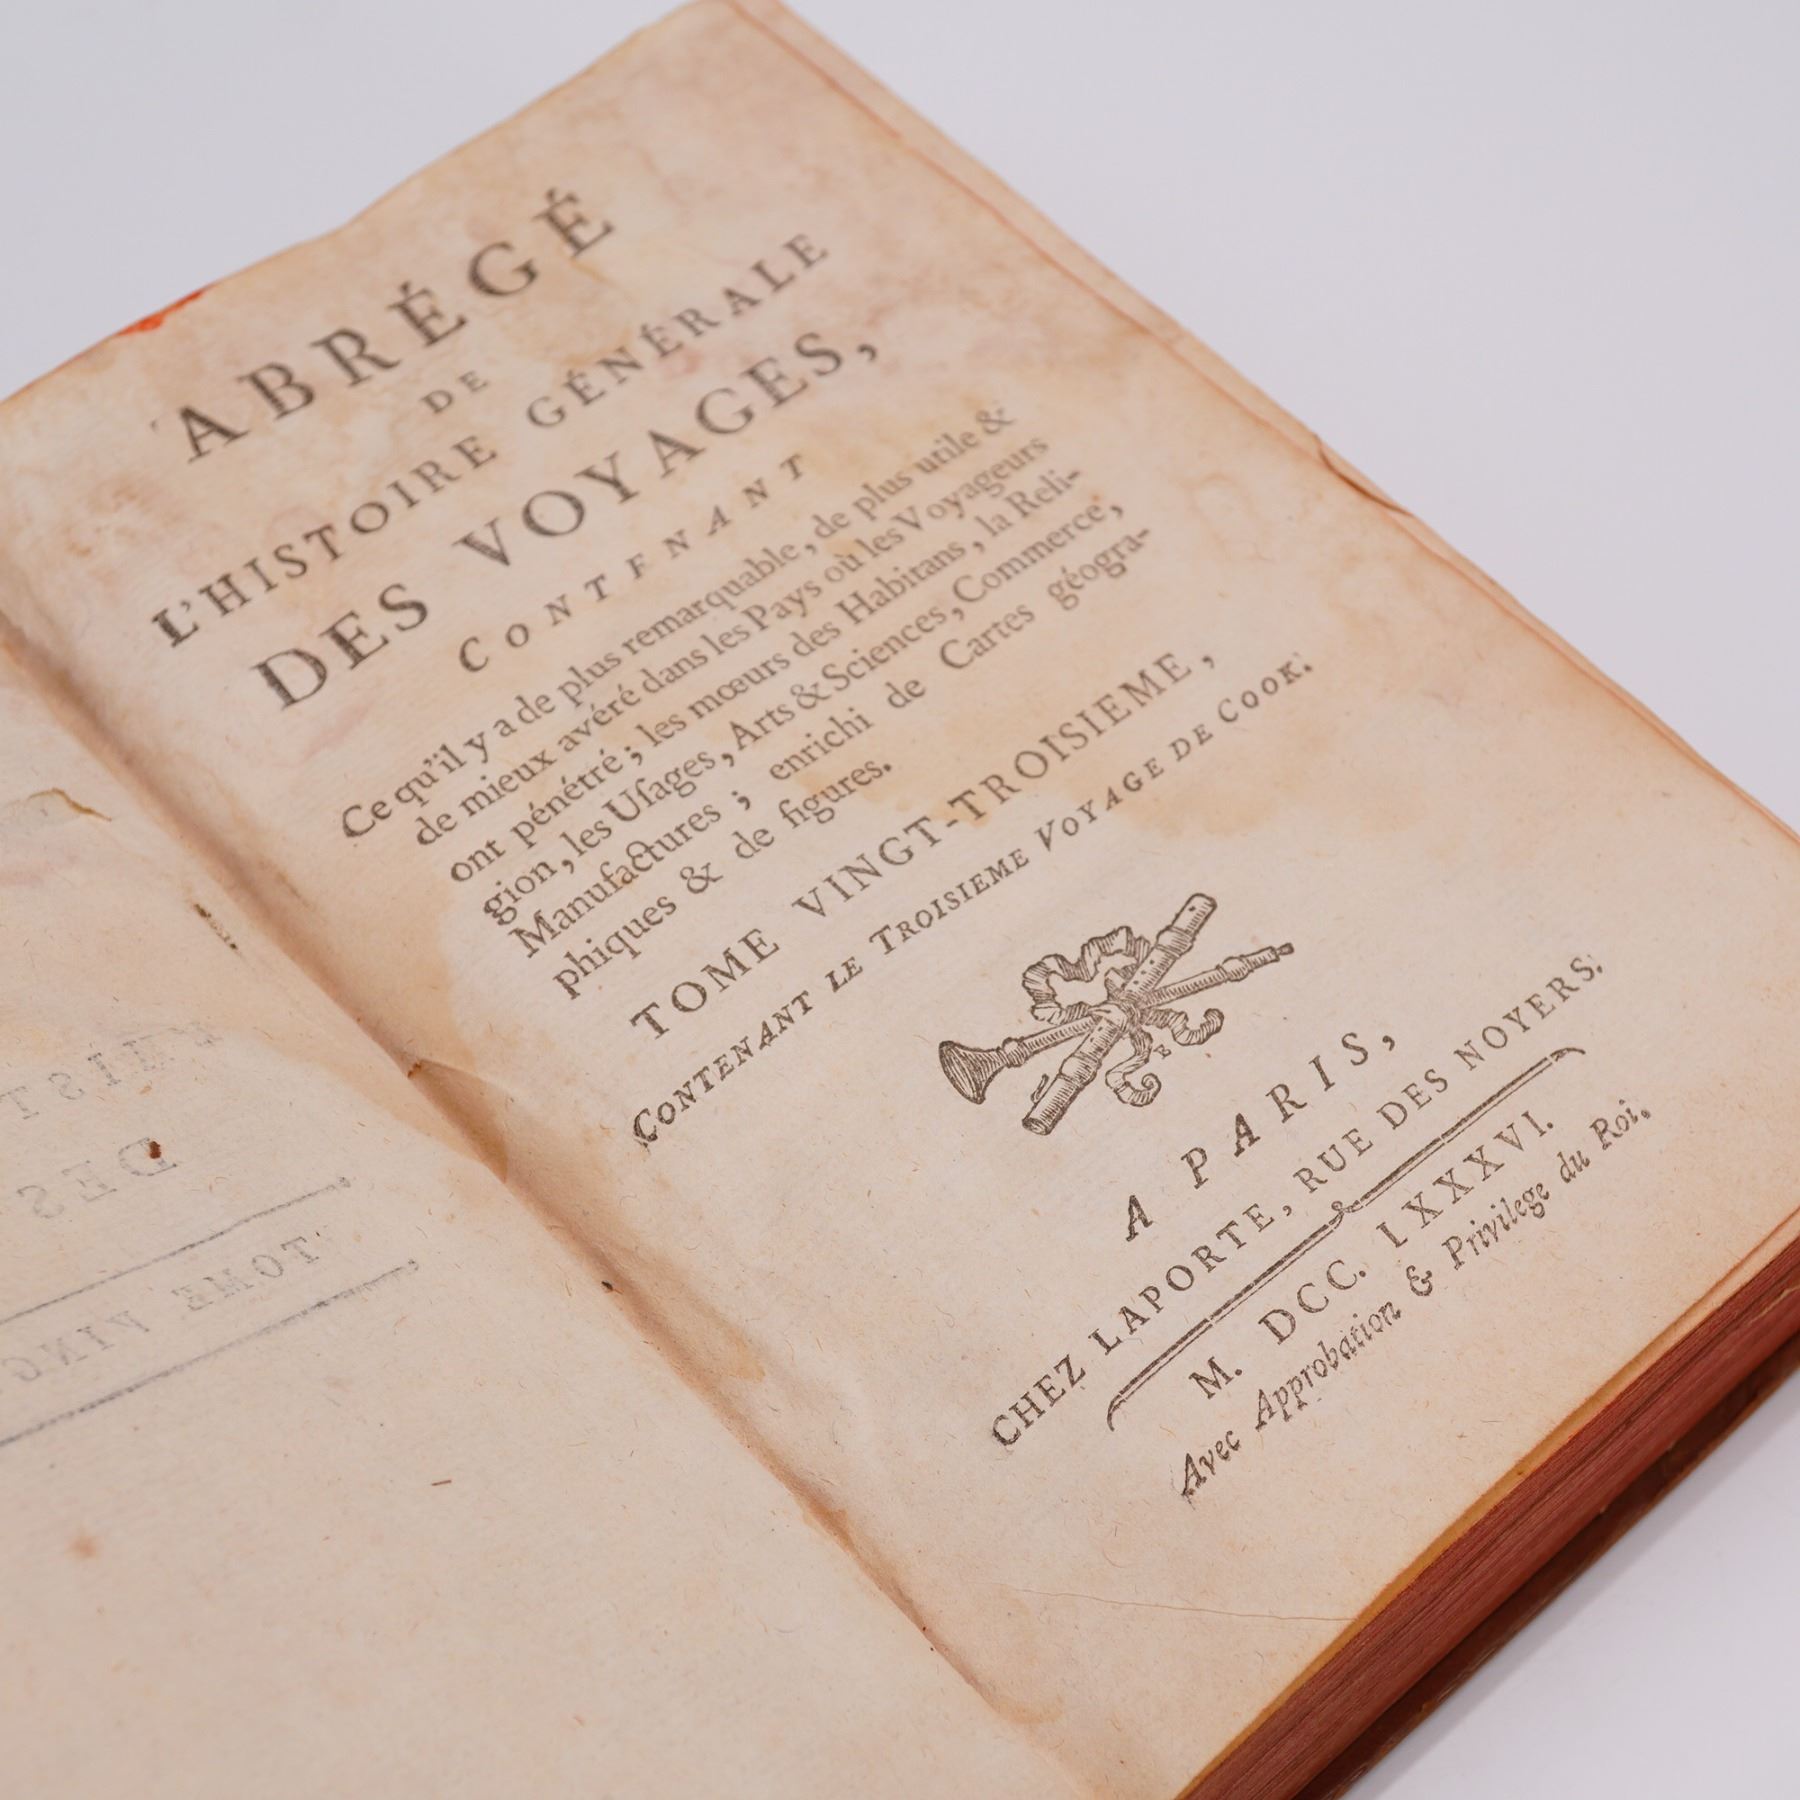 ABRÉGÉ
DE
L'HISTOIRE GÉNÉRALE
DES VOYAGES,
CONTENANT
Ce qu'il y a de plus remarquable, de plus utile &
de mieux avéré dans les Pays où les Voyageurs
ont pénétré; les mœurs des Habitans, la Reli-
gion, les Uſages, Arts & Sciences, Commerce,
Manufactures; enrichi de Cartes géogra-
phiques & de figures.
TOME VINGT-TROISIEME,
CONTENANT LE TROISIEME VOYAGE DE COOK.
A PARIS,
CHEZ LAPORTE, RUE DES NOYERS.
M. DCC. LXXXVI.
Avec Approbation & Privilege du Roi.
DES
TOME VING